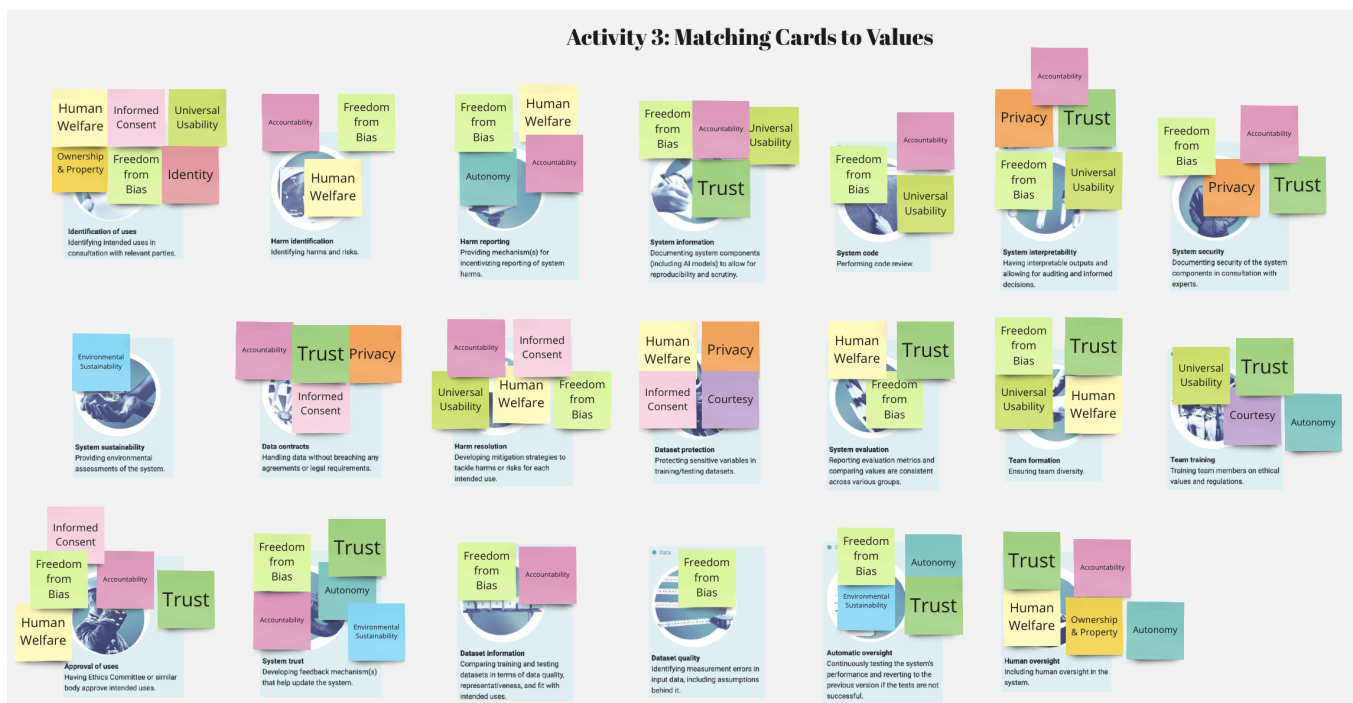 Activity 3: Matching Cards to Values
Human
Welfare
Informed
Consent
Universal
Usability
Ownership
& Property
Freedom
from
Bias
Identity
Identification of uses
Identifying intended uses in
consultation with relevant parties.
Accountability
Freedom
from
Bias
Human
Welfare
Harm identification
Identifying harms and risks.
Freedom
from
Bias
Human
Welfare
Autonomy
Accountability
Harm reporting
Providing mechanism(s) for
incentivizing reporting of system
harms.
Freedom
from
Bias
Accountability
Universal
Usability
Trust
System information
Documenting system components
(including AI models) to allow for
reproducibility and scrutiny.
Accountability
Freedom
from
Bias
Universal
Usability
System code
Performing code review.
Accountability
Privacy
Trust
Freedom
from
Bias
Universal
Usability
System interpretability
Having interpretable outputs and
allowing for auditing and informed
decisions.
Freedom
from
Bias
Accountability
Privacy
Trust
System security
Documenting security of the system
components in consultation with
experts.
Environmental
Sustainability
System sustainability
Providing environmental
assessments of the system.
Accountability
Trust
Privacy
Informed
Consent
Data contracts
Handling data without breaching any
agreements or legal requirements.
Accountability
Informed
Consent
Universal
Usability
Human
Welfare
Freedom
from
Bias
Harm resolution
Developing mitigation strategies to
tackle harms or risks for each
intended use.
Human
Welfare
Privacy
Informed
Consent
Courtesy
Dataset protection
Protecting sensitive variables in
training/testing datasets.
Human
Welfare
Trust
Freedom
from
Bias
System evaluation
Reporting evaluation metrics and
comparing values are consistent
across various groups.
Freedom
from
Bias
Trust
Universal
Usability
Human
Welfare
Team formation
Ensuring team diversity.
Universal
Usability
Trust
Courtesy
Autonomy
Team training
Training team members on ethical
values and regulations.
Informed
Consent
Freedom
from
Bias
Accountability
Trust
Human
Welfare
Approval of uses
Having Ethics Committee or similar
body approve intended uses.
Freedom
from
Bias
Trust
Autonomy
Accountability
Environmental
Sustainability
System trust
Developing feedback mechanism(s)
that help update the system.
Freedom
from
Bias
Accountability
Dataset information
Comparing training and testing
datasets in terms of data quality,
representativeness, and fit with
intended uses.
Data
Freedom
from
Bias
Dataset quality
Identifying measurement errors in
input data, including assumptions
behind it.
Freedom
from
Bias
Autonomy
Environmental
Sustainability
Trust
Automatic oversight
Continuously testing the system's
performance and reverting to the
previous version if the tests are not
successful.
Trust
Accountability
Human
Welfare
Ownership
& Property
Autonomy
Human oversight
Including human oversight in the
system.